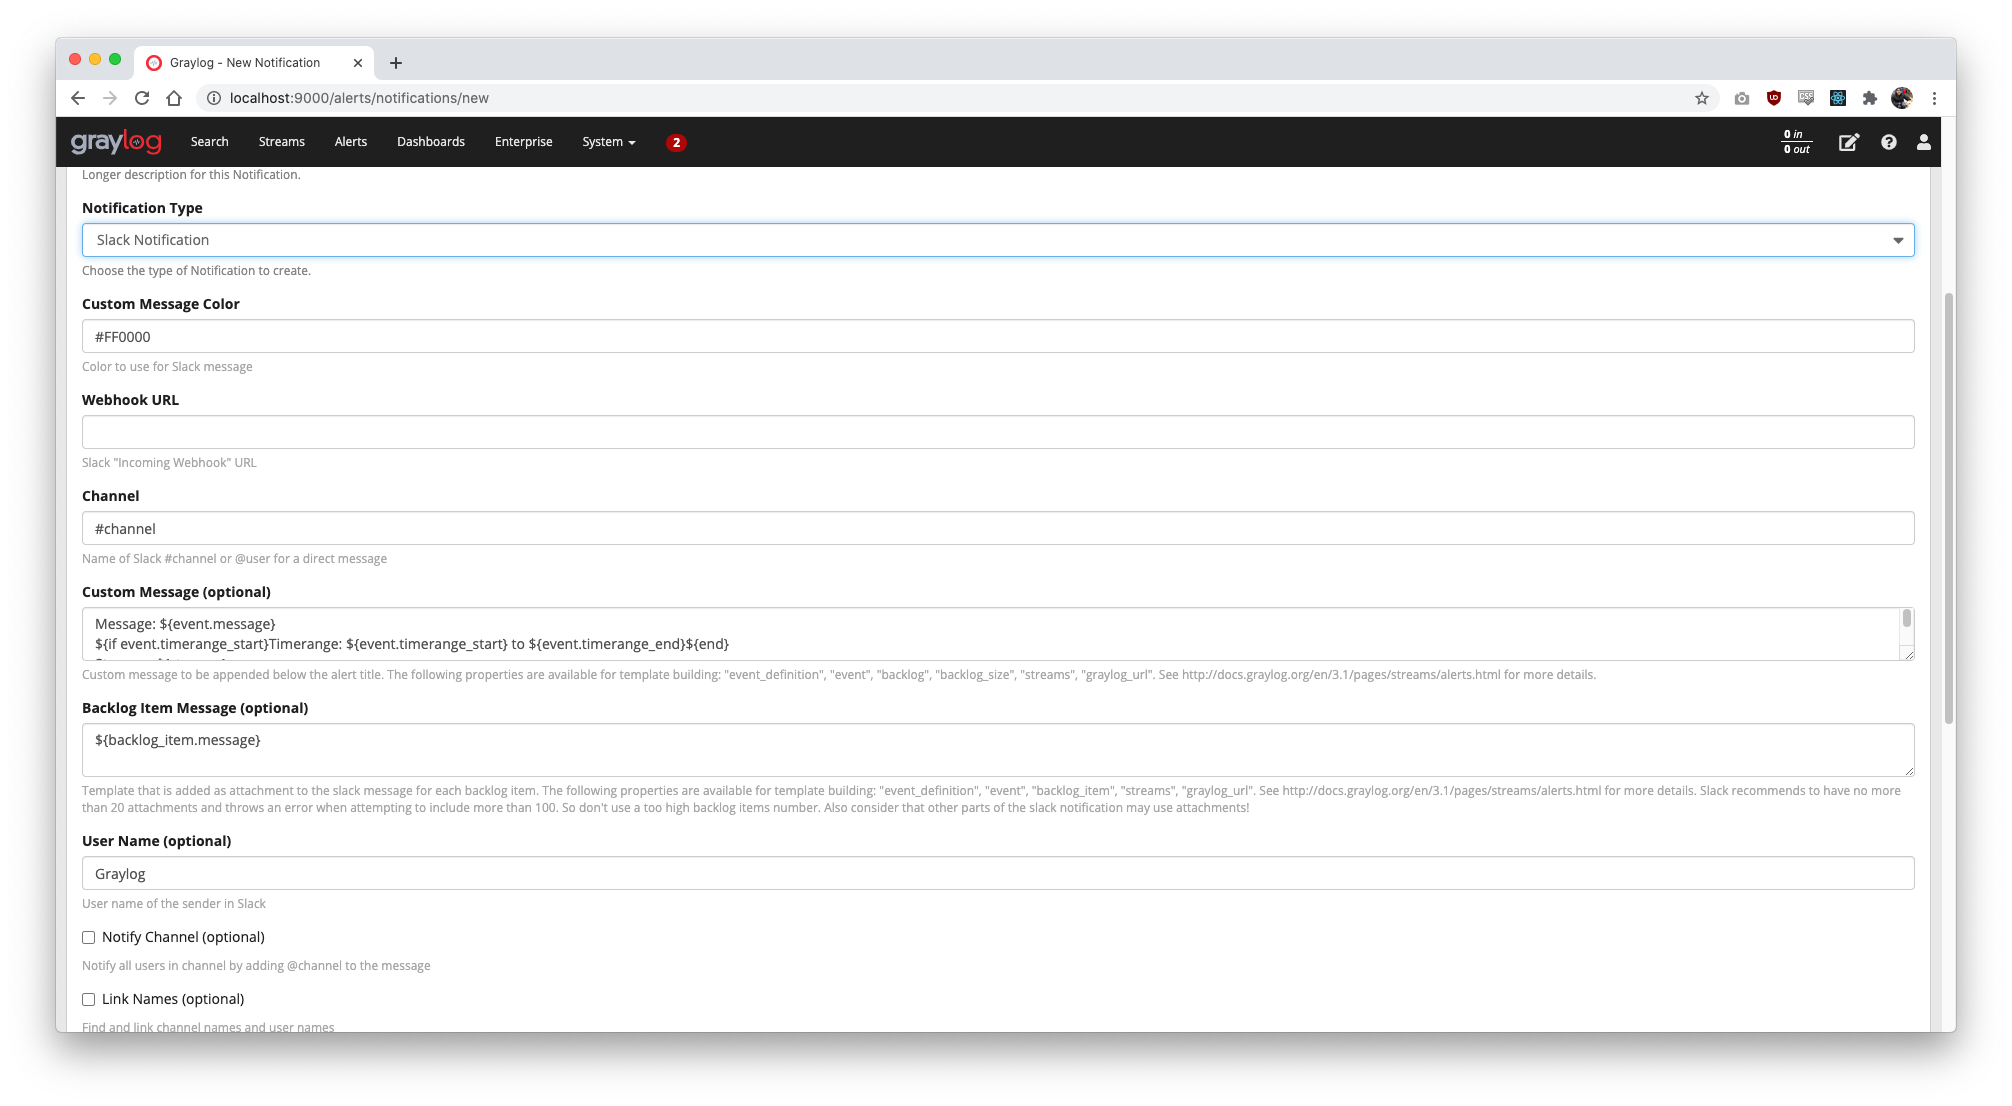 Graylog - New Notification
localhost:9000/alerts/notifications/new
graylog Search Streams Alerts Dashboards Enterprise System 2 0 in
0 out
Longer description for this Notification.
Notification Type
Slack Notification
Choose the type of Notification to create.
Custom Message Color
#FF0000
Color to use for Slack message
Webhook URL
Slack "Incoming Webhook" URL
Channel
#channel
Name of Slack #channel or @user for a direct message
Custom Message (optional)
Message: ${event.message}
${if event.timerange_start}Timerange: ${event.timerange_start} to ${event.timerange_end}${end}
Custom message to be appended below the alert title. The following properties are available for template building: "event_definition", "event", "backlog", "backlog_size", "streams", "graylog_url". See http://docs.graylog.org/en/3.1/pages/streams/alerts.html for more details.
Backlog Item Message (optional)
${backlog_item.message}
Template that is added as attachment to the slack message for each backlog item. The following properties are available for template building: "event_definition", "event", "backlog_item", "streams", "graylog_url". See http://docs.graylog.org/en/3.1/pages/streams/alerts.html for more details. Slack recommends to have no more
than 20 attachments and throws an error when attempting to include more than 100. So don't use a too high backlog items number. Also consider that other parts of the slack notification may use attachments!
User Name (optional)
Graylog
User name of the sender in Slack
Notify Channel (optional)
Notify all users in channel by adding @channel to the message
Link Names (optional)
Find and link channel names and user names